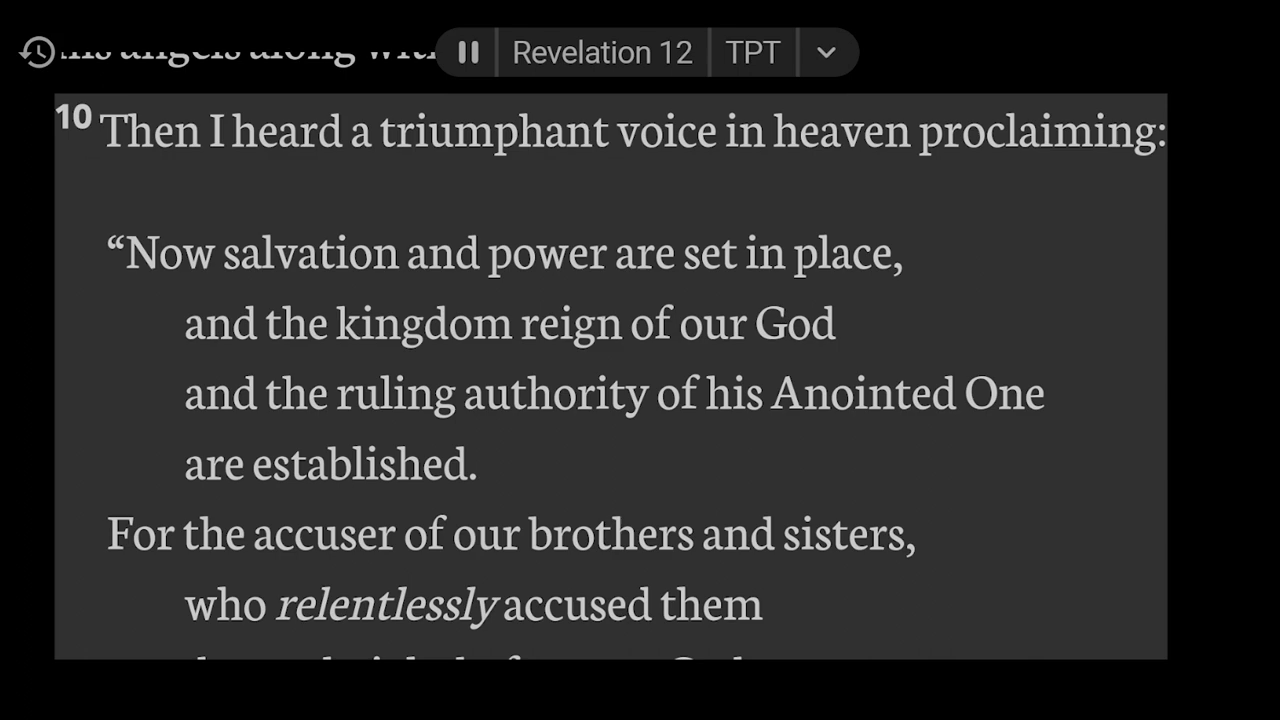 angels along
Revelation 12 TPT
10 Then I heard a triumphant voice in heaven proclaiming:
“Now salvation and power are set in place,
and the kingdom reign of our God
and the ruling authority of his Anointed One
are established.
For the accuser of our brothers and sisters,
who relentlessly accused them